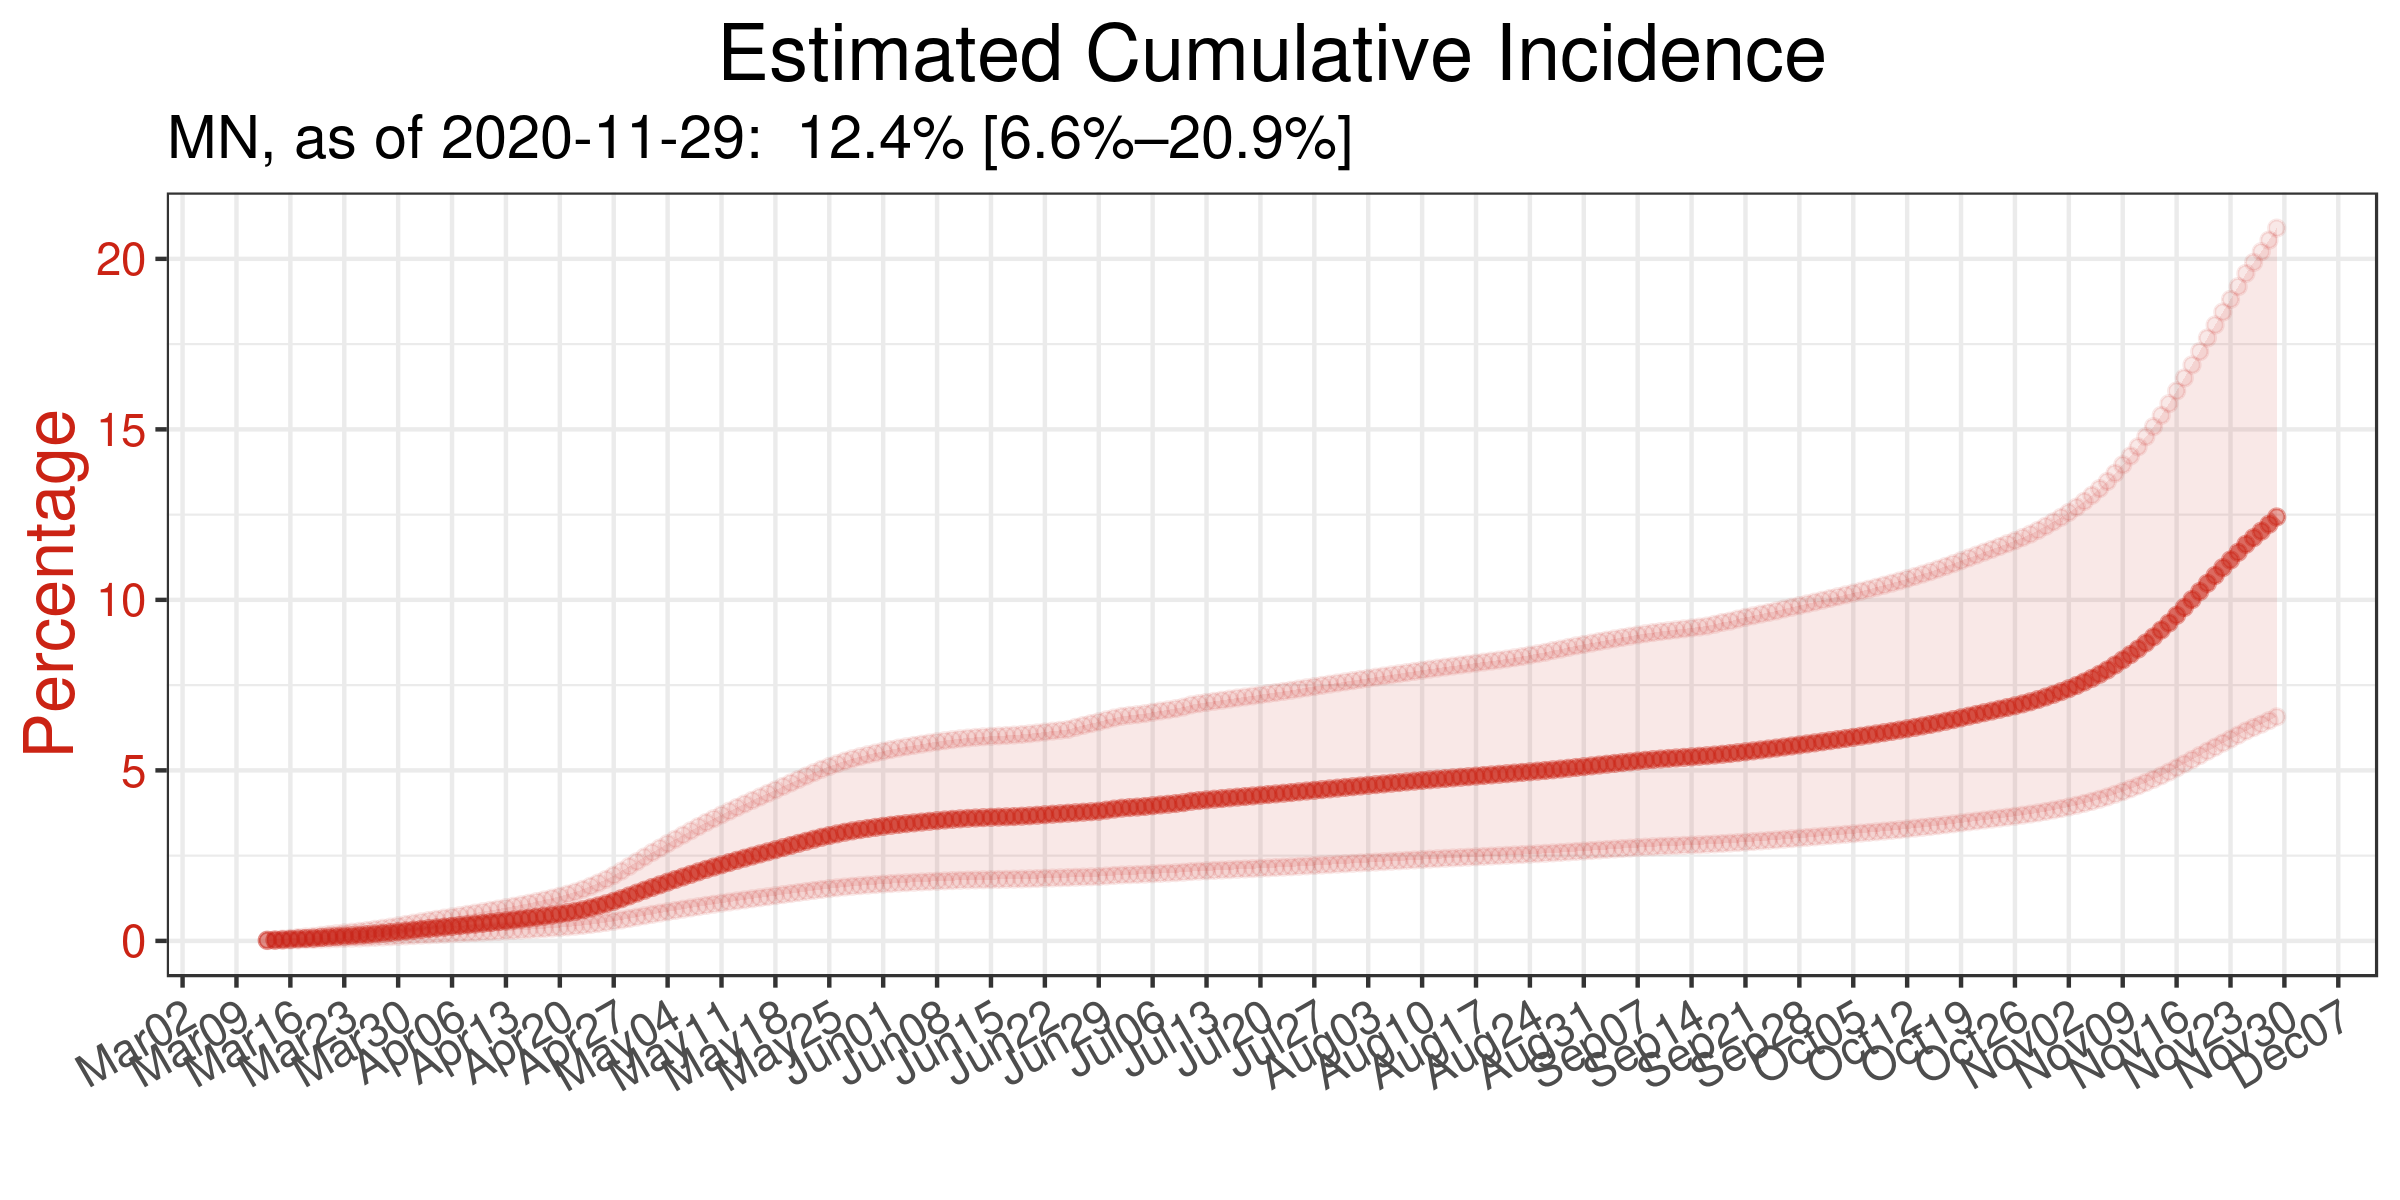 Estimated Cumulative Incidence
MN, as of 2020-11-29:  12.4% [6.6%–20.9%]
Percentage
20
15
10
5
0
Mar02
Mar09
Mar16
Mar23
Mar30
Apr06
Apr13
Apr20
Apr27
May04
May11
May18
May25
Jun01
Jun08
Jun15
Jun22
Jun29
Jul06
Jul13
Jul20
Jul27
Aug03
Aug10
Aug17
Aug24
Aug31
Sep07
Sep14
Sep21
Sep28
Oct05
Oct12
Oct19
Oct26
Nov02
Nov09
Nov16
Nov23
Nov30
Dec07